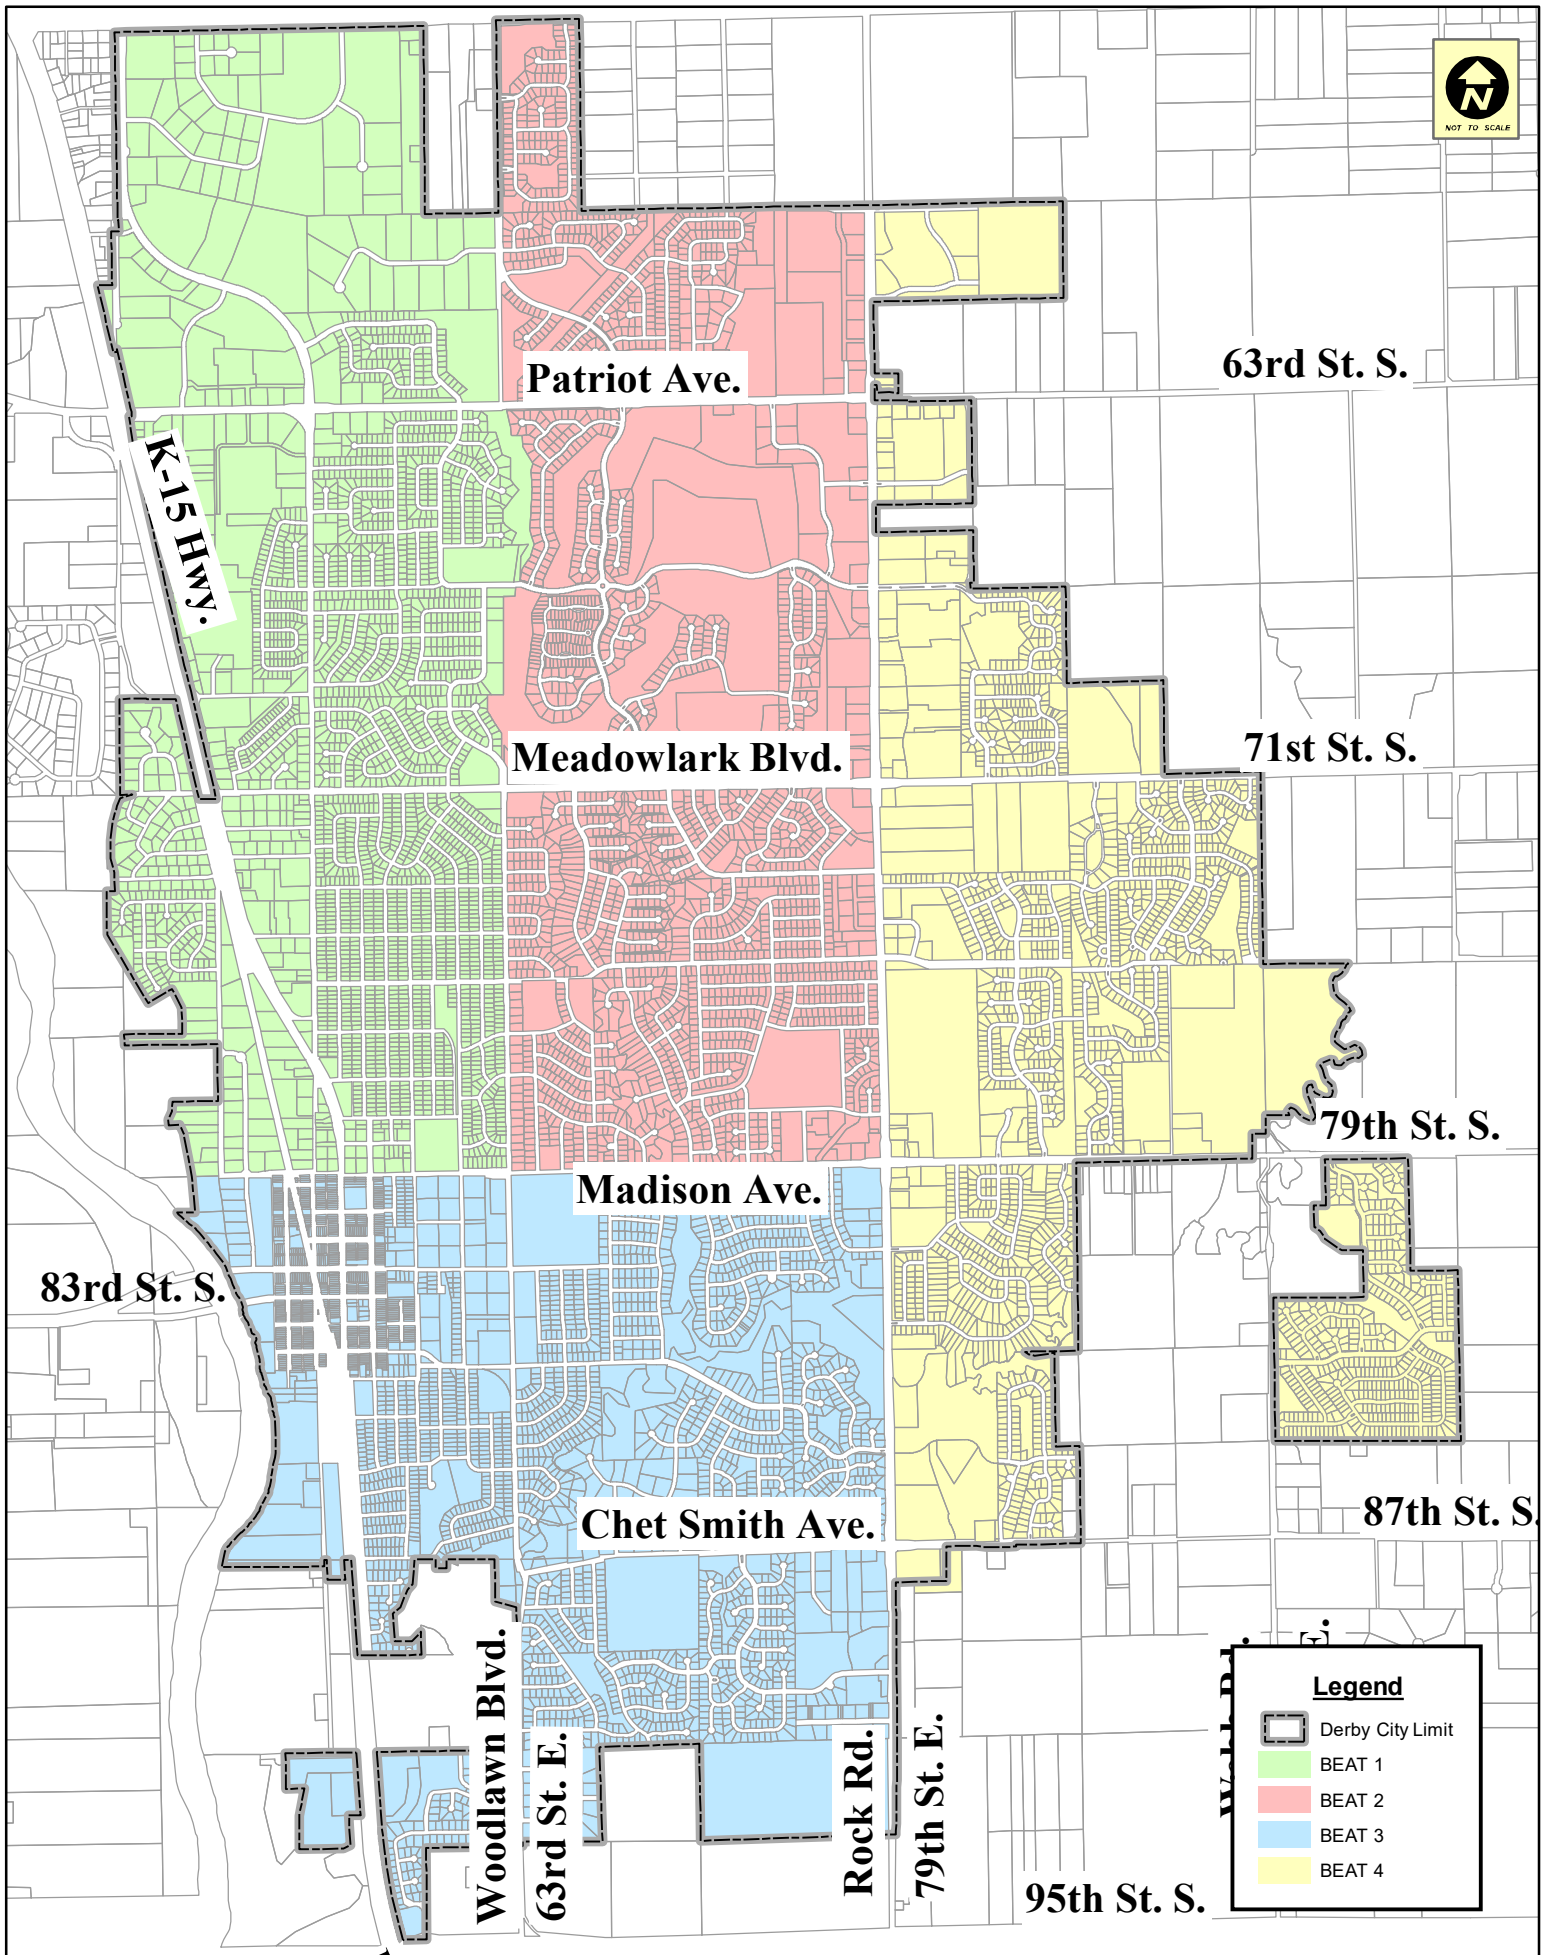 N
NOT TO SCALE
Patriot Ave.
63rd St. S.
K-15 Hwy.
Meadowlark Blvd.
71st St. S.
79th St. S.
Madison Ave.
83rd St. S.
87th St. S.
Chet Smith Ave.
Woodlawn Blvd.
63rd St. E.
Rock Rd.
79th St. E.
95th St. S.
Legend
Derby City Limit
BEAT 1
BEAT 2
BEAT 3
BEAT 4